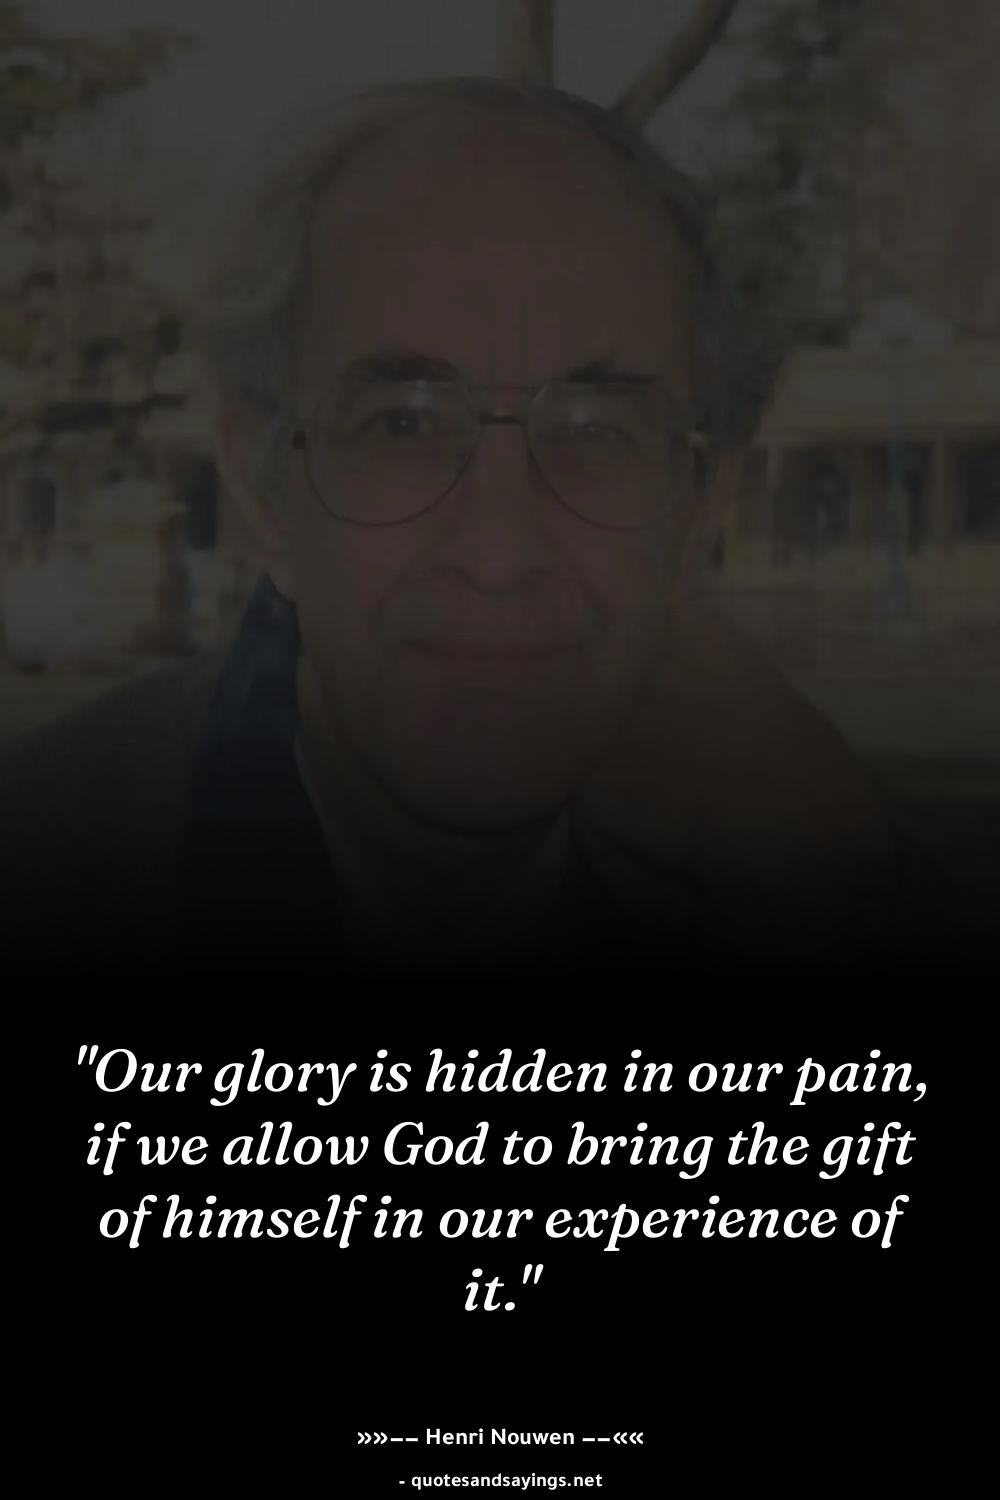 "Our glory is hidden in our pain,
if we allow God to bring the gift
of himself in our experience of
it."
»»−− Henri Nouwen −−««
- quotesandsayings.net